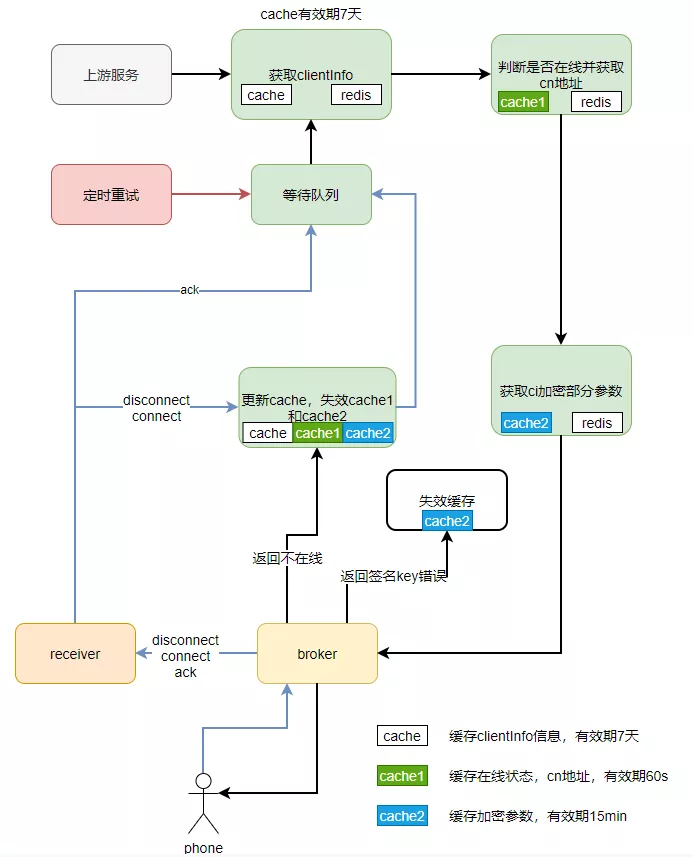 cache有效期7天
上游服务
获取clientInfo
cache
redis
判断是否在线并获取
cn地址
cache1
redis
定时重试
等待队列
ack
disconnect
connect
更新cache，失效cache1
和cache2
cache
cache1
cache2
获取ci加密部分参数
cache2
redis
失效缓存
cache2
返回不在线
返回签名key错误
receiver
disconnect
connect
ack
broker
phone
cache
缓存clientInfo信息，有效期7天
cache1
缓存在线状态，cn地址，有效期60s
cache2
缓存加密参数，有效期15min